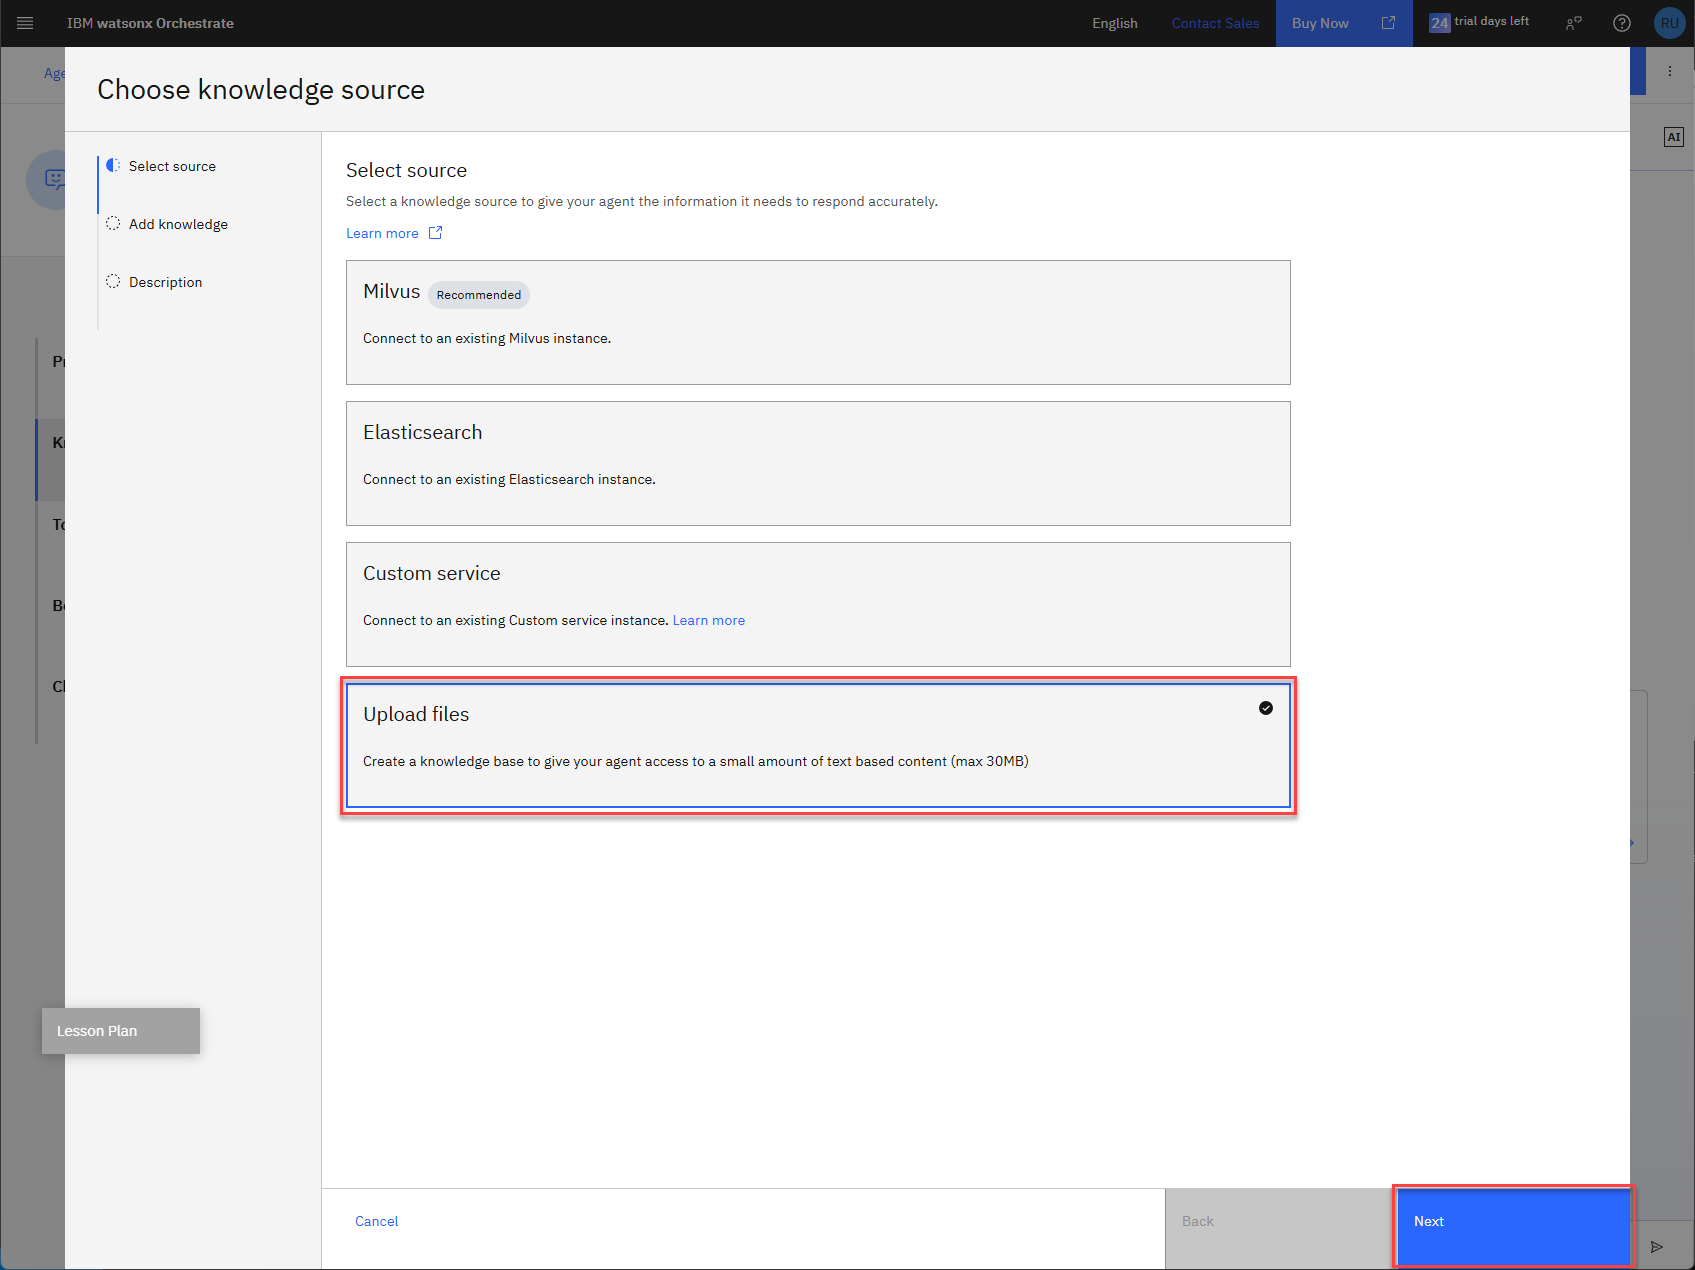 IBM watsonx Orchestrate
English
Contact Sales
Buy Now
24 trial days left
RU
Age
Choose knowledge source
AI
Select source
Add knowledge
Description
Select source
Select a knowledge source to give your agent the information it needs to respond accurately.
Learn more
Milvus Recommended
Connect to an existing Milvus instance.
Elasticsearch
Connect to an existing Elasticsearch instance.
Custom service
Connect to an existing Custom service instance. Learn more
Upload files
Create a knowledge base to give your agent access to a small amount of text based content (max 30MB)
Lesson Plan
Cancel
Back
Next